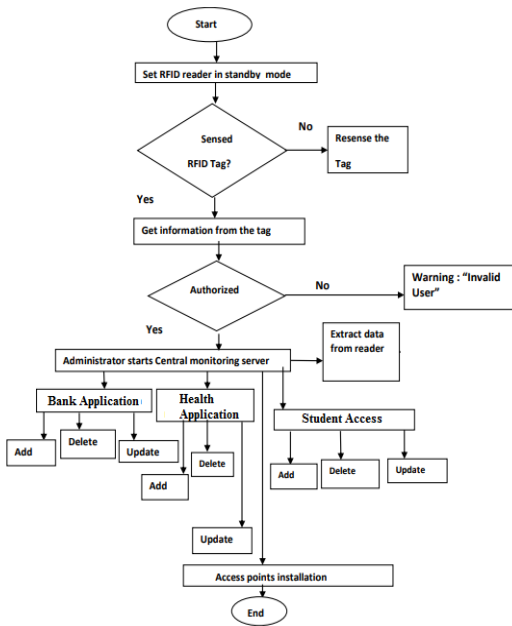 Start
Set RFID reader in standby mode
Sensed
RFID Tag?
No
Resense the
Tag
Yes
Get information from the tag
Authorized
No
Warning : “Invalid
User”
Yes
Extract data
from reader
Administrator starts Central monitoring server
Bank Application
Health
Application
Student Access
Add
Delete
Update
Add
Delete
Update
Add
Delete
Update
Access points installation
End